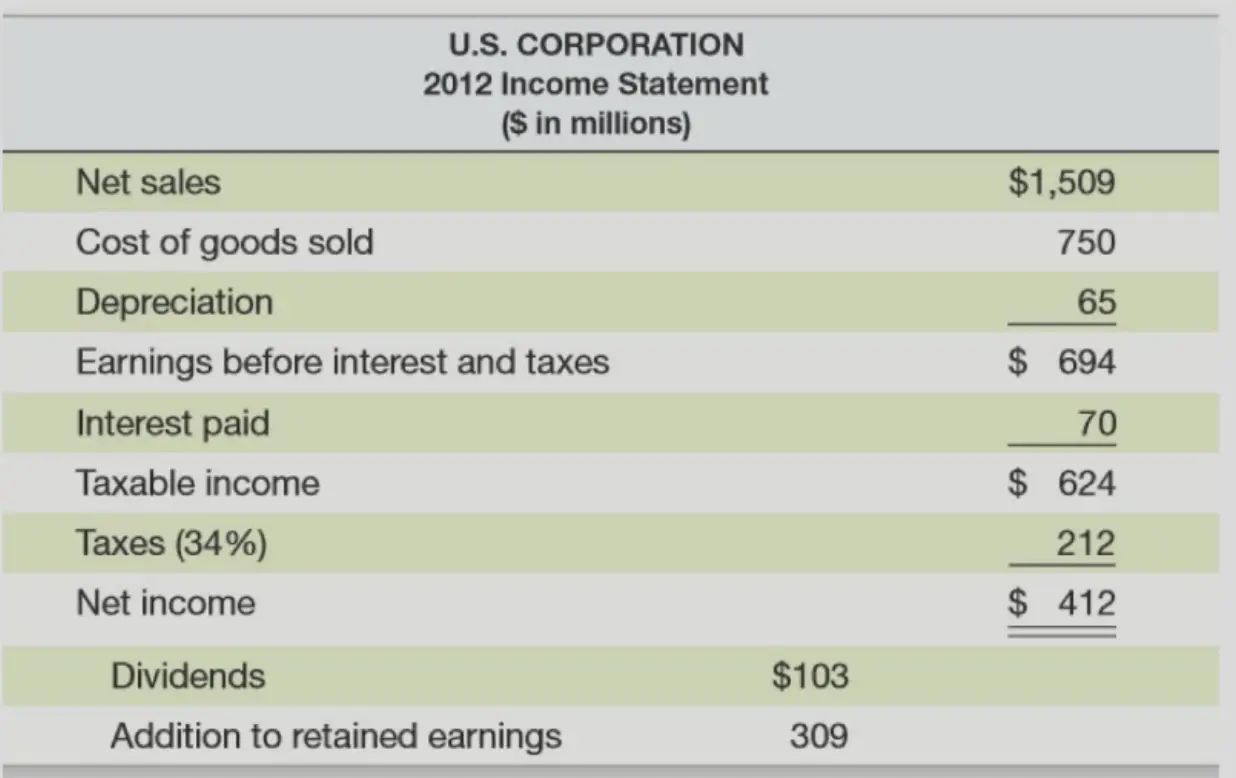 U.S. CORPORATION
2012 Income Statement
($ in millions)
Net sales $1,509
Cost of goods sold 750
Depreciation 65
Earnings before interest and taxes $ 694
Interest paid 70
Taxable income $ 624
Taxes (34%) 212
Net income $ 412
Dividends $103
Addition to retained earnings 309